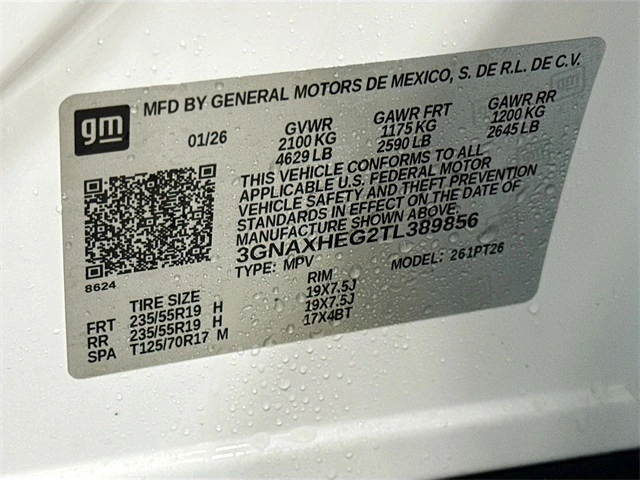 gm
MFD BY GENERAL MOTORS DE MEXICO, S. DE R.L. DE C.V.
01/26 GVWR GAWR FRT GAWR RR
2100 KG 1175 KG 1200 KG
4629 LB 2590 LB 2645 LB
THIS VEHICLE CONFORMS TO ALL
APPLICABLE U.S. FEDERAL MOTOR
VEHICLE SAFETY AND THEFT PREVENTION
STANDARDS IN EFFECT ON THE DATE OF
MANUFACTURE SHOWN ABOVE.
3GNAXHEG2TL389856
TYPE: MPV MODEL: 261PT26
8624
TIRE SIZE RIM
FRT 235/55R19 H 19X7.5J
RR 235/55R19 H 19X7.5J
SPA T125/70R17 M 17X4BT